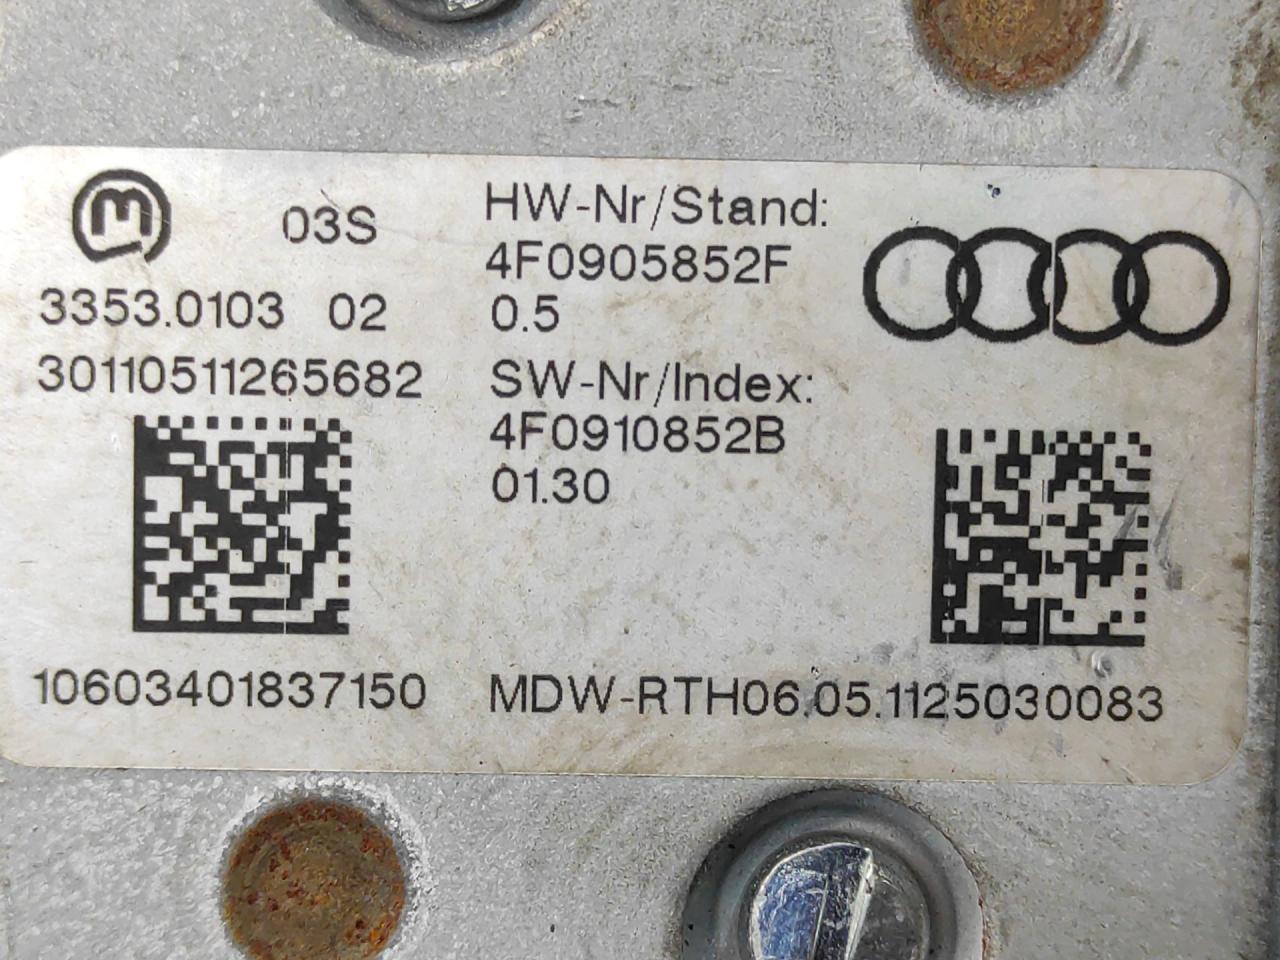 m
03S
3353.0103 02
30110511265682
HW-Nr/Stand:
4F0905852F
0.5
SW-Nr/Index:
4F0910852B
01.30
10603401837150
MDW-RTH06.05.1125030083